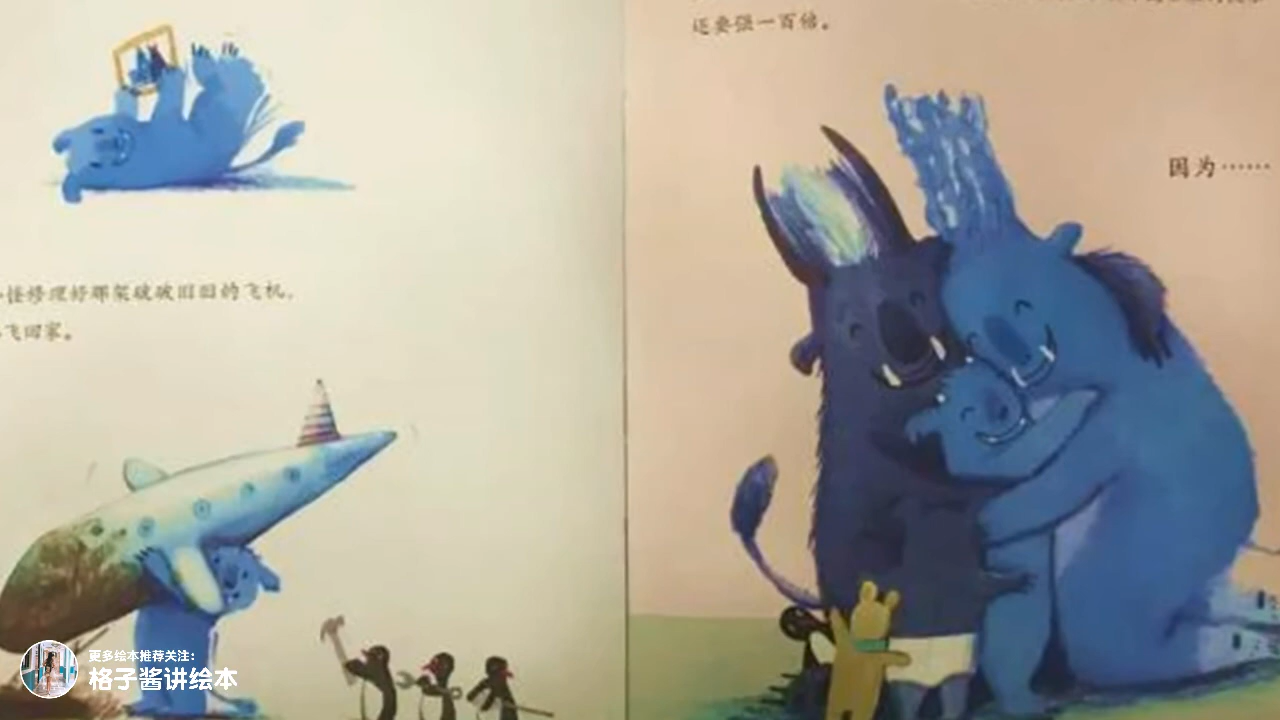 怪修理好那架破破旧旧的飞机，
飞回家。
还要强一百倍。
因为……
更多绘本推荐关注：
格子酱讲绘本